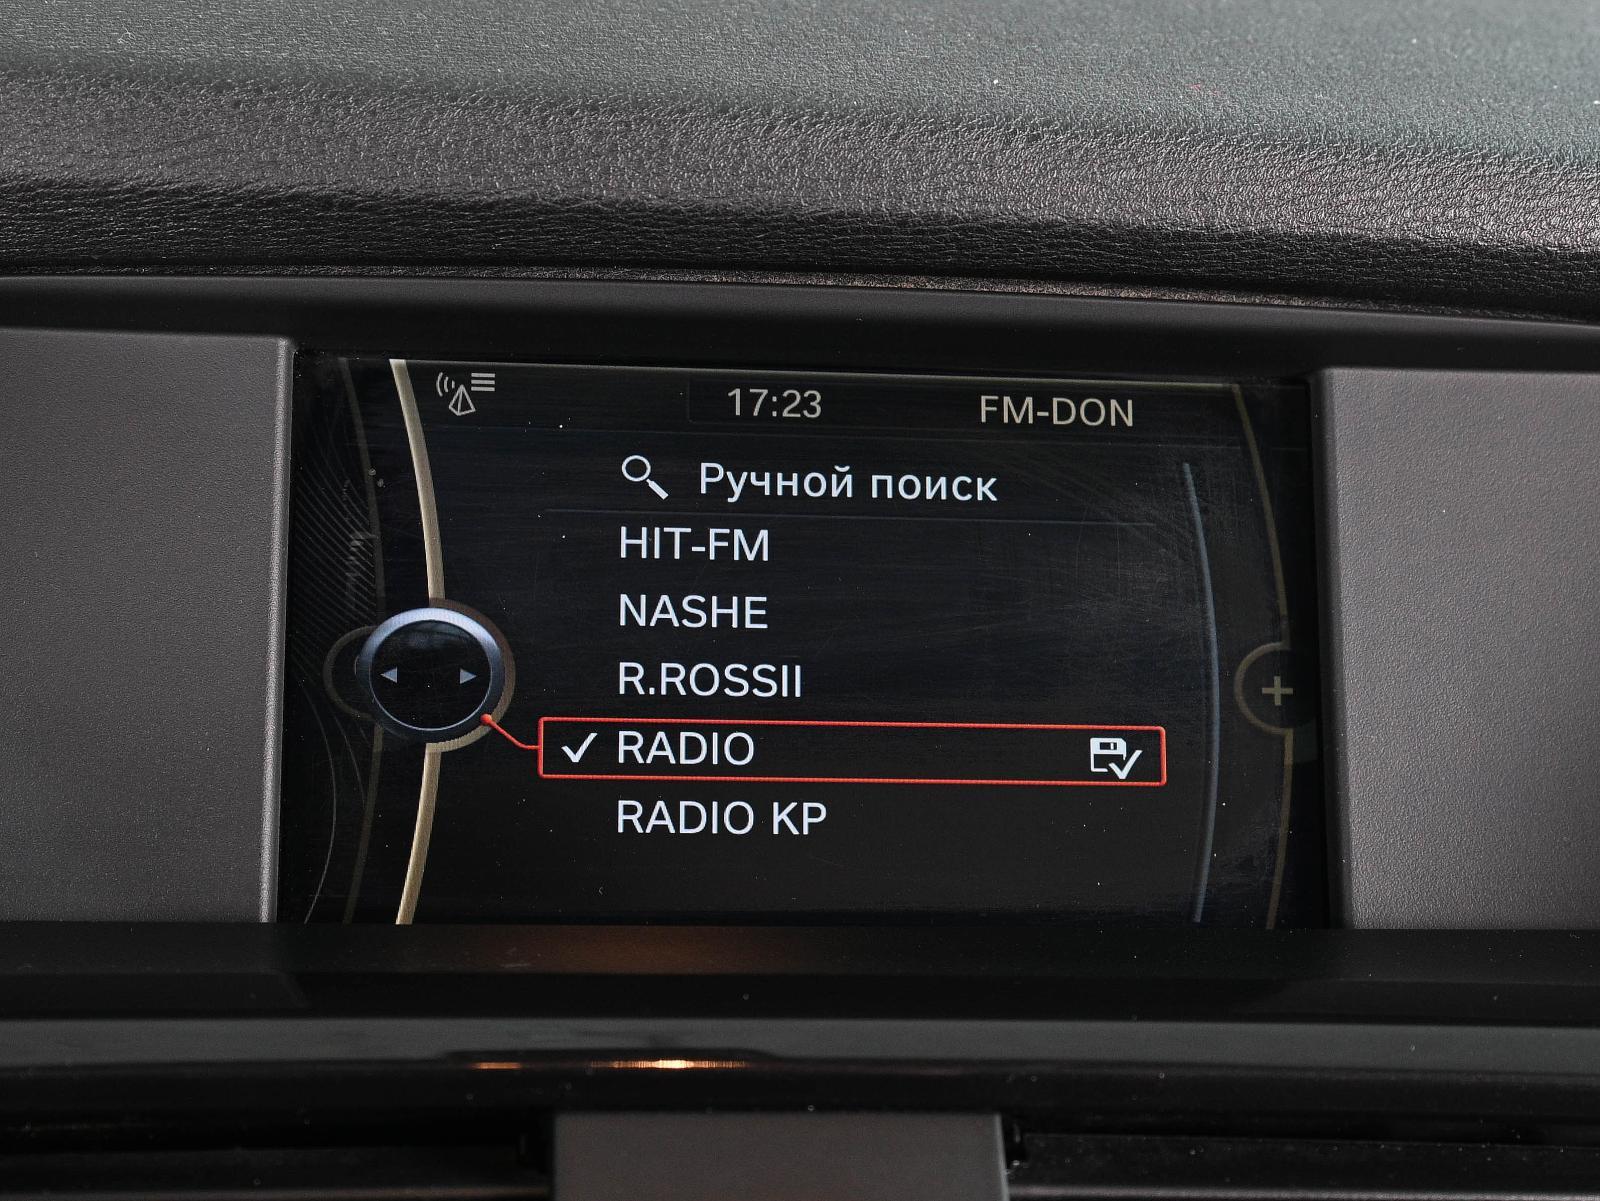 17:23 FM-DON
Ручной поиск
HIT-FM
NASHE
R.ROSSII
RADIO
RADIO KP